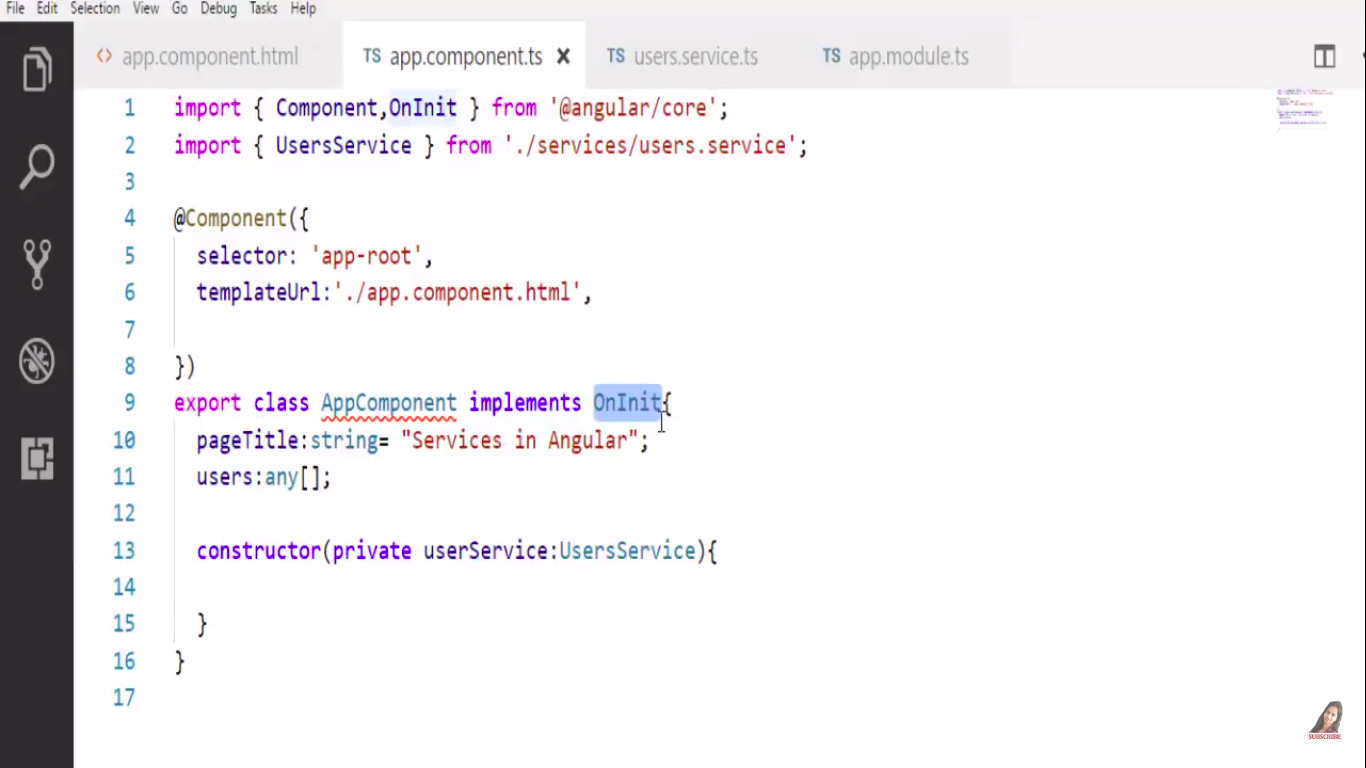 File Edit Selection View Go Debug Tasks Help
<> app.component.html TS app.component.ts × TS users.service.ts TS app.module.ts
1 import { Component,OnInit } from '@angular/core';
2 import { UsersService } from './services/users.service';
3
4 @Component({
5 selector: 'app-root',
6 templateUrl:'./app.component.html',
7
8 })
9 export class AppComponent implements OnInit{
10 pageTitle:string= "Services in Angular";
11 users:any[];
12
13 constructor(private userService:UsersService){
14
15 }
16 }
17
SUBSCRIBE